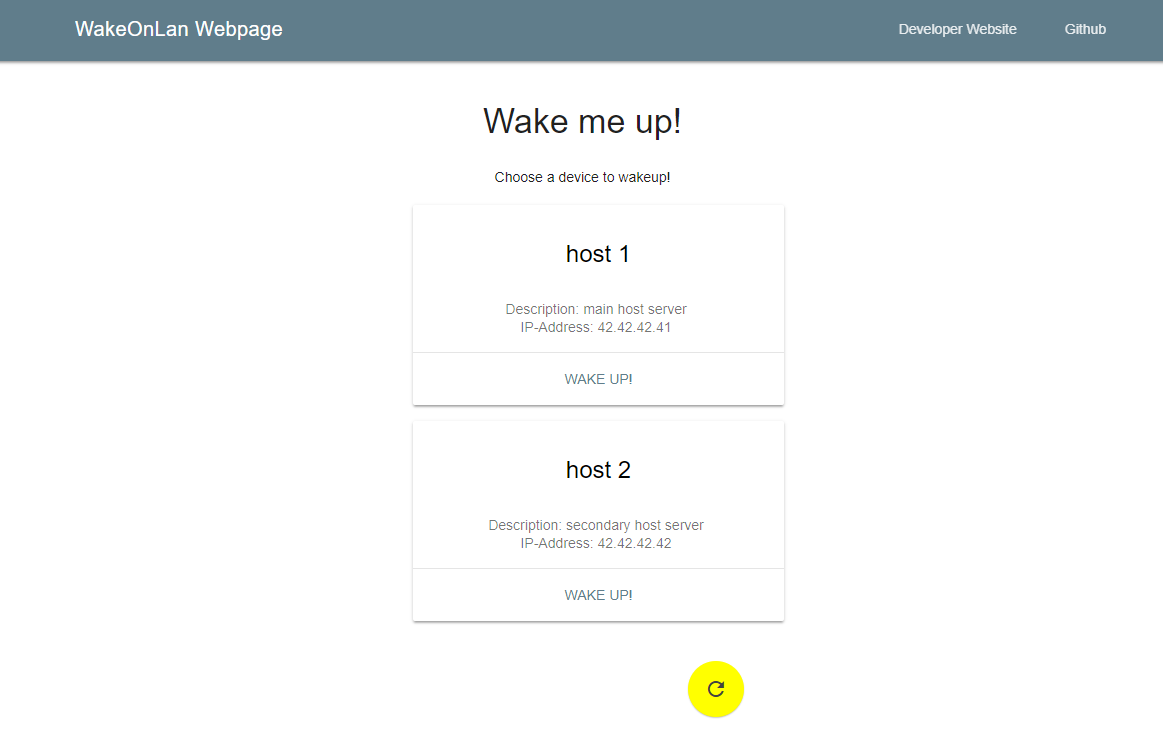 WakeOnLan Webpage
Developer Website
Github
Wake me up!
Choose a device to wakeup!
host 1
Description: main host server
IP-Address: 42.42.42.41
WAKE UP!
host 2
Description: secondary host server
IP-Address: 42.42.42.42
WAKE UP!